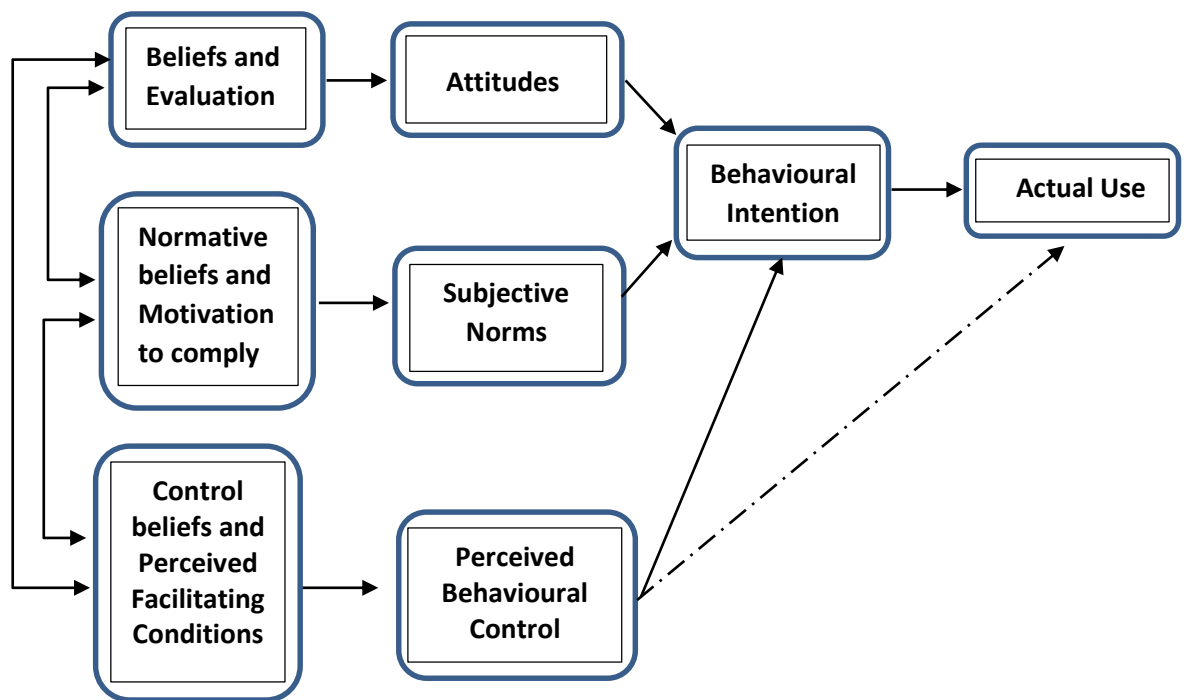 Beliefs and
Evaluation
Attitudes
Behavioural
Intention
Actual Use
Normative
beliefs and
Motivation
to comply
Subjective
Norms
Control
beliefs and
Perceived
Facilitating
Conditions
Perceived
Behavioural
Control